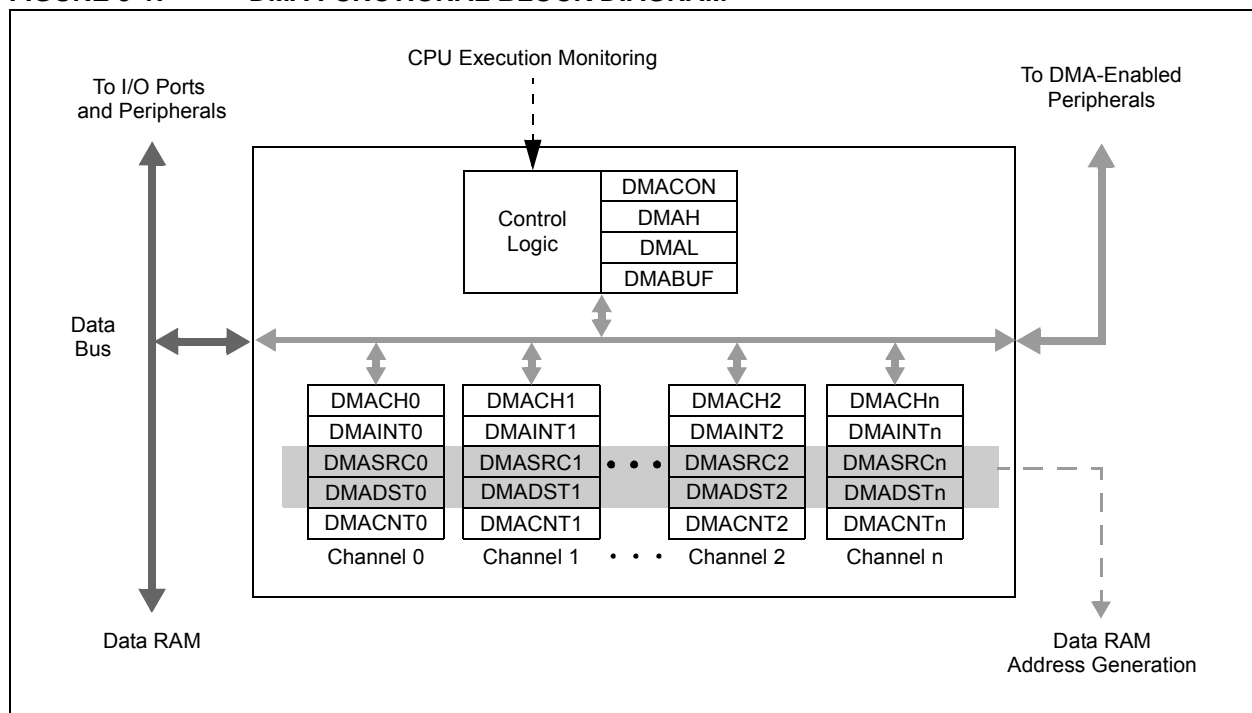 CPU Execution Monitoring
To I/O Ports
and Peripherals
To DMA-Enabled
Peripherals
Control
Logic
DMACON
DMAH
DMAL
DMABUF
Data
Bus
DMACH0
DMAINT0
DMASRC0
DMADST0
DMACNT0
Channel 0
DMACH1
DMAINT1
DMASRC1
DMADST1
DMACNT1
Channel 1
DMACH2
DMAINT2
DMASRC2
DMADST2
DMACNT2
Channel 2
DMACHn
DMAINTn
DMASRCn
DMADSTn
DMACNTn
Channel n
Data RAM
Data RAM
Address Generation